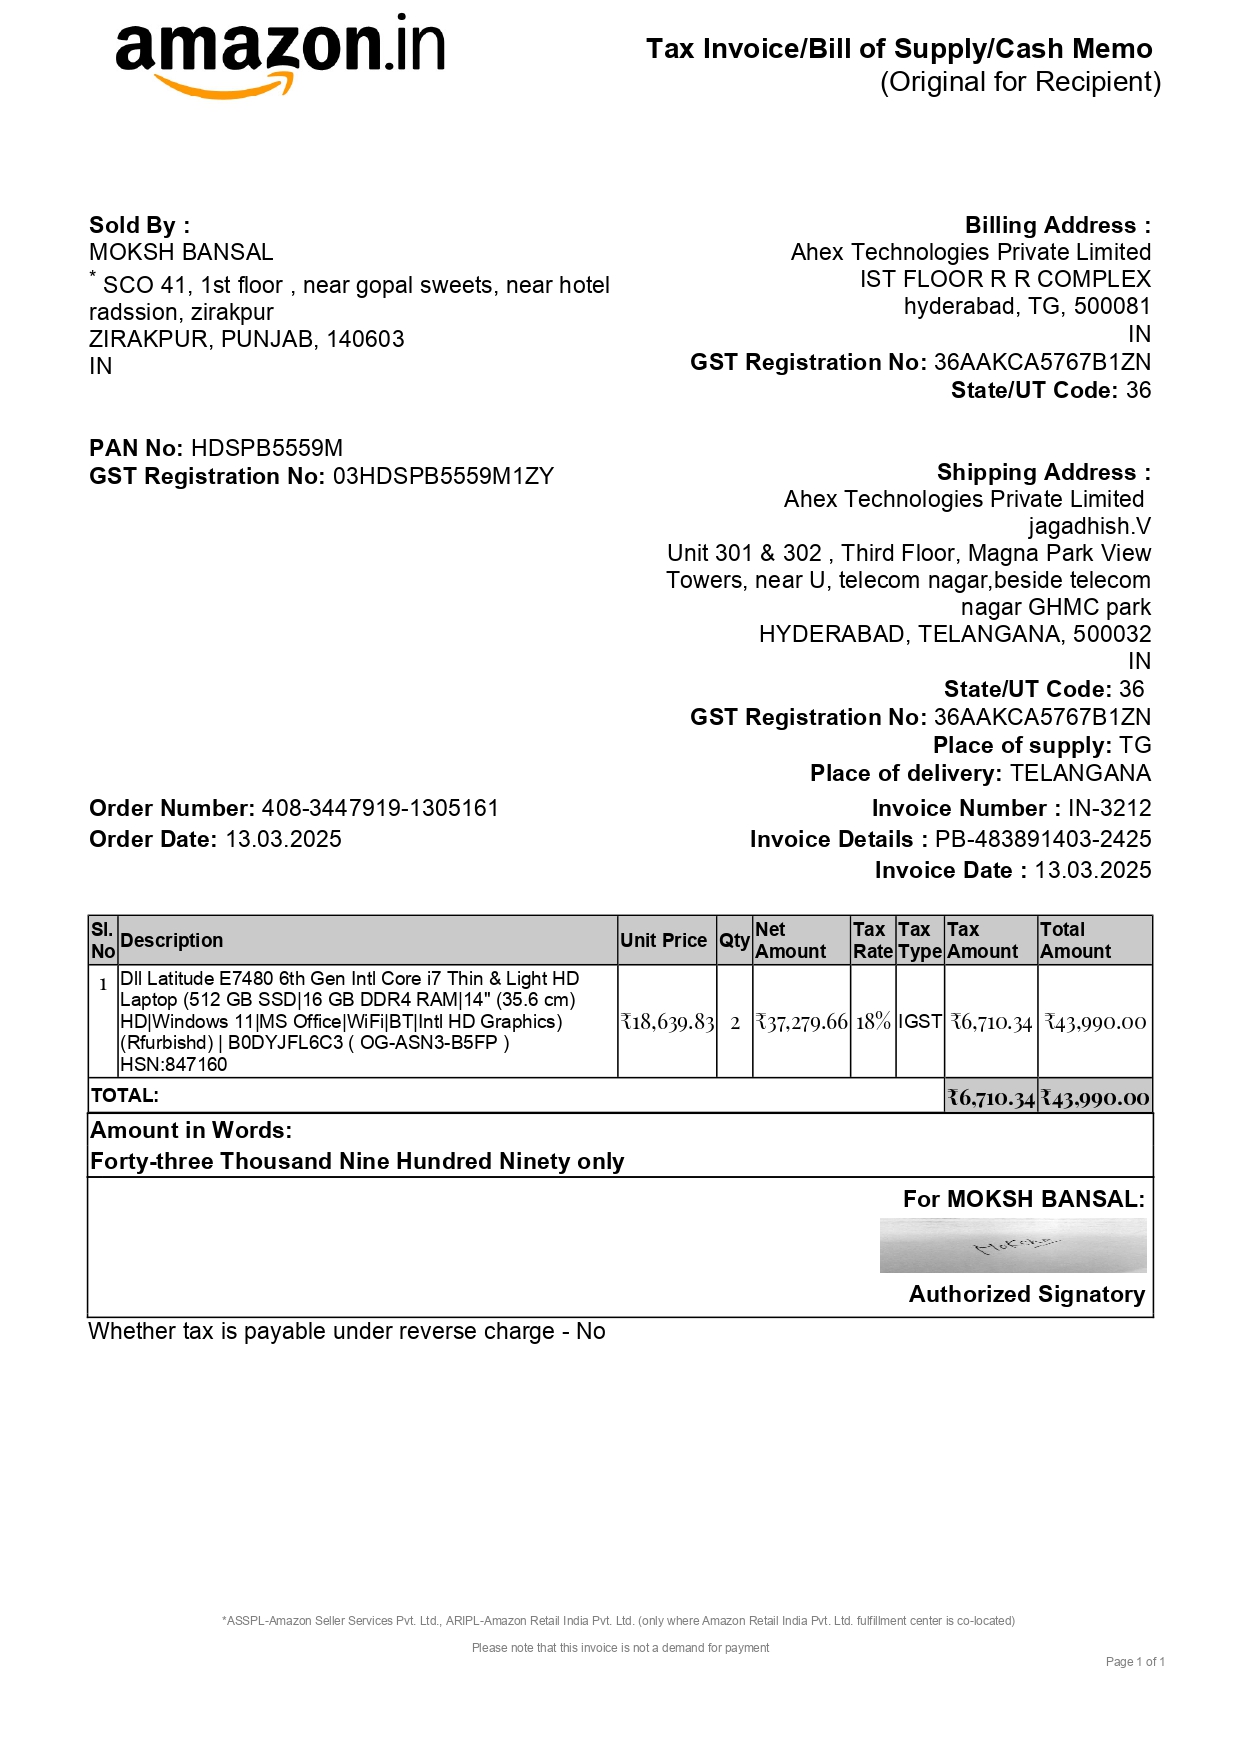 amazon.in
Tax Invoice/Bill of Supply/Cash Memo
(Original for Recipient)
Sold By :
MOKSH BANSAL
* SCO 41, 1st floor , near gopal sweets, near hotel
radssion, zirakpur
ZIRAKPUR, PUNJAB, 140603
IN
PAN No: HDSPB5559M
GST Registration No: 03HDSPB5559M1ZY
Billing Address :
Ahex Technologies Private Limited
IST FLOOR R R COMPLEX
hyderabad, TG, 500081
IN
GST Registration No: 36AAKCA5767B1ZN
State/UT Code: 36
Shipping Address :
Ahex Technologies Private Limited
jagadhish.V
Unit 301 & 302 , Third Floor, Magna Park View
Towers, near U, telecom nagar,beside telecom
nagar GHMC park
HYDERABAD, TELANGANA, 500032
IN
State/UT Code: 36
GST Registration No: 36AAKCA5767B1ZN
Place of supply: TG
Place of delivery: TELANGANA
Order Number: 408-3447919-1305161
Order Date: 13.03.2025
Invoice Number : IN-3212
Invoice Details : PB-483891403-2425
Invoice Date : 13.03.2025
Sl. No Description Unit Price Qty Net Amount Tax Rate Tax Type Tax Amount Total Amount
1 Dll Latitude E7480 6th Gen Intl Core i7 Thin & Light HD
Laptop (512 GB SSD|16 GB DDR4 RAM|14" (35.6 cm)
HD|Windows 11|MS Office|WiFi|BT|Intl HD Graphics)
(Rfurbishd) | B0DYJFL6C3 ( OG-ASN3-B5FP )
HSN:847160
₹18,639.83 2 ₹37,279.66 18% IGST ₹6,710.34 ₹43,990.00
TOTAL: ₹6,710.34 ₹43,990.00
Amount in Words:
Forty-three Thousand Nine Hundred Ninety only
For MOKSH BANSAL:
Moksha
Authorized Signatory
Whether tax is payable under reverse charge - No
*ASSPL-Amazon Seller Services Pvt. Ltd., ARIPL-Amazon Retail India Pvt. Ltd. (only where Amazon Retail India Pvt. Ltd. fulfillment center is co-located)
Please note that this invoice is not a demand for payment
Page 1 of 1